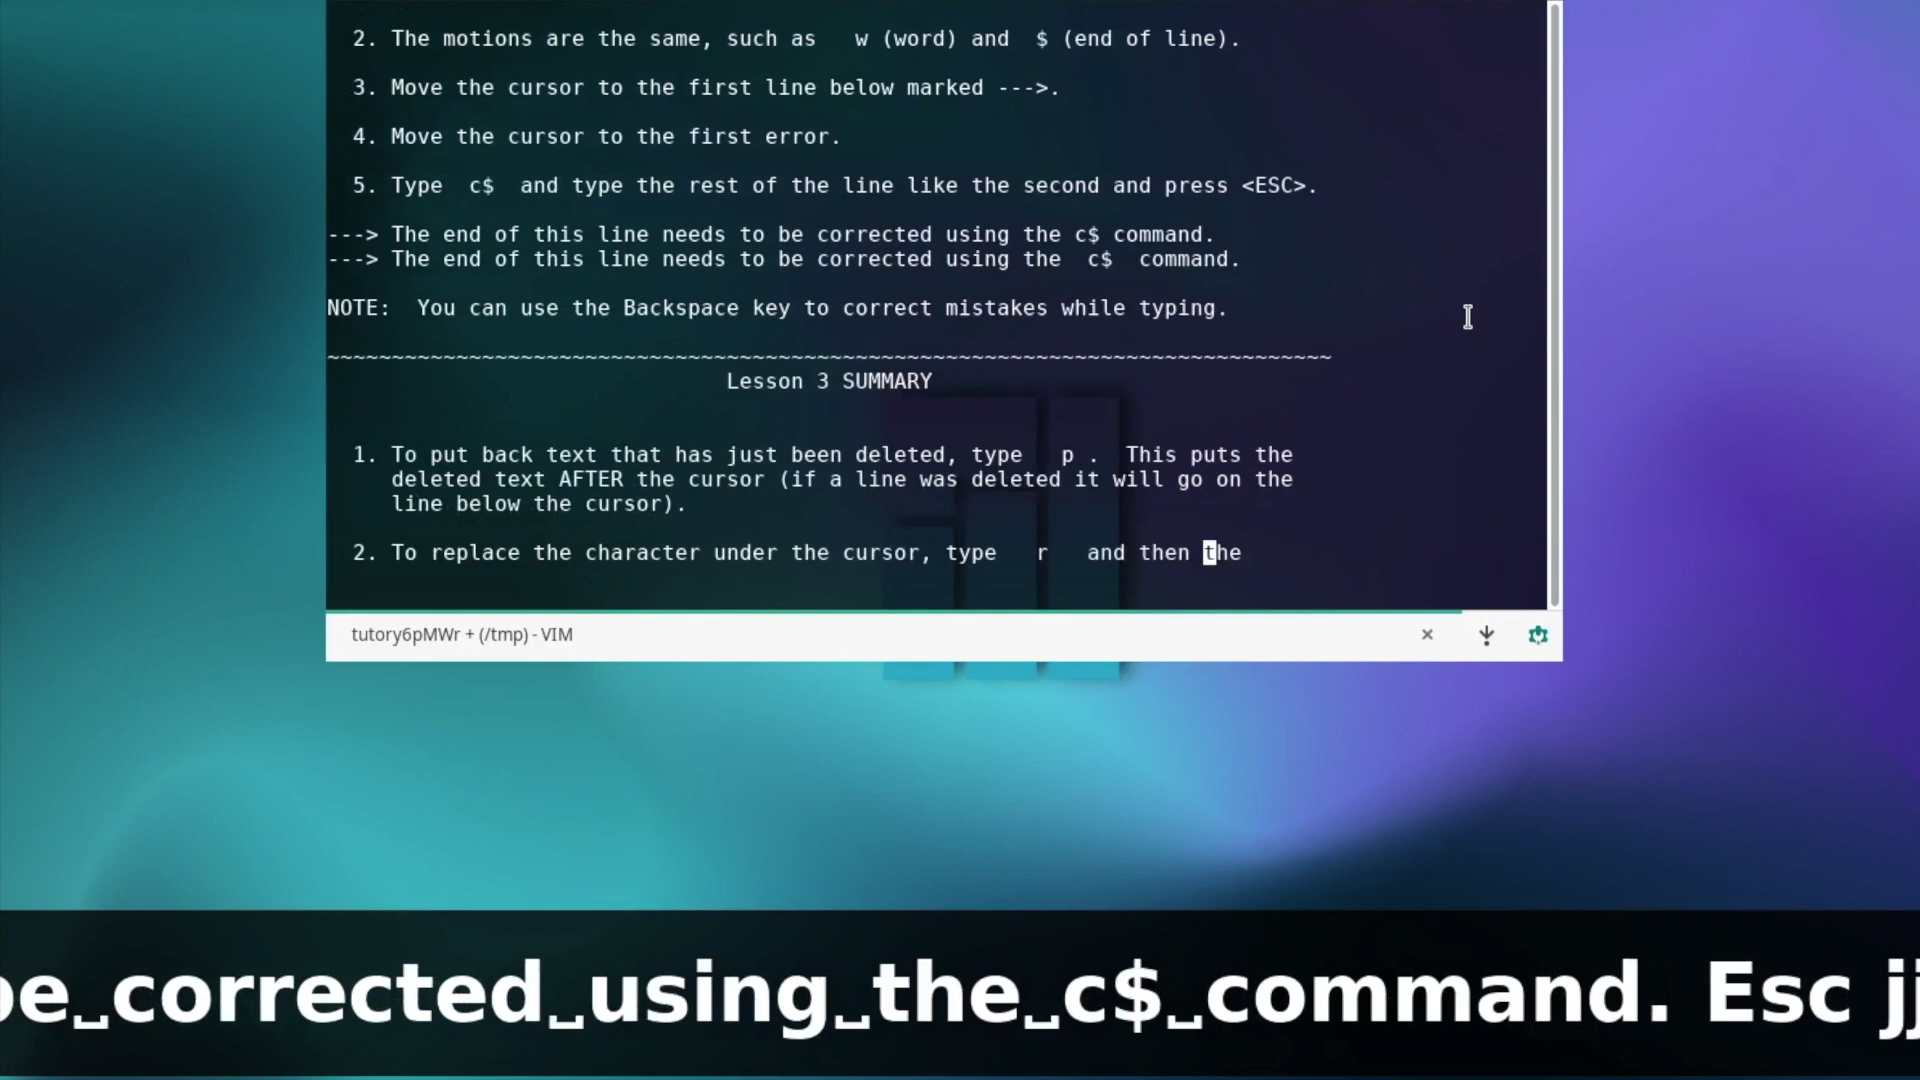 2. The motions are the same, such as   w (word) and  $ (end of line).
3. Move the cursor to the first line below marked --->.
4. Move the cursor to the first error.
5. Type  c$  and type the rest of the line like the second and press <ESC>.
---> The end of this line needs to be corrected using the c$ command.
---> The end of this line needs to be corrected using the  c$  command.
NOTE:  You can use the Backspace key to correct mistakes while typing.
~~~~~~~~~~~~~~~~~~~~~~~~~~~~~~~~~~~~~~~~~~~~~~~~~~~~~~~~~~~~~~~~~~~~~~~~~~~~~~
Lesson 3 SUMMARY
1. To put back text that has just been deleted, type   p .  This puts the
deleted text AFTER the cursor (if a line was deleted it will go on the
line below the cursor).
2. To replace the character under the cursor, type   r   and then the
tutory6pMWr + (/tmp) - VIM
be␣corrected␣using␣the␣c$␣command. Esc jj